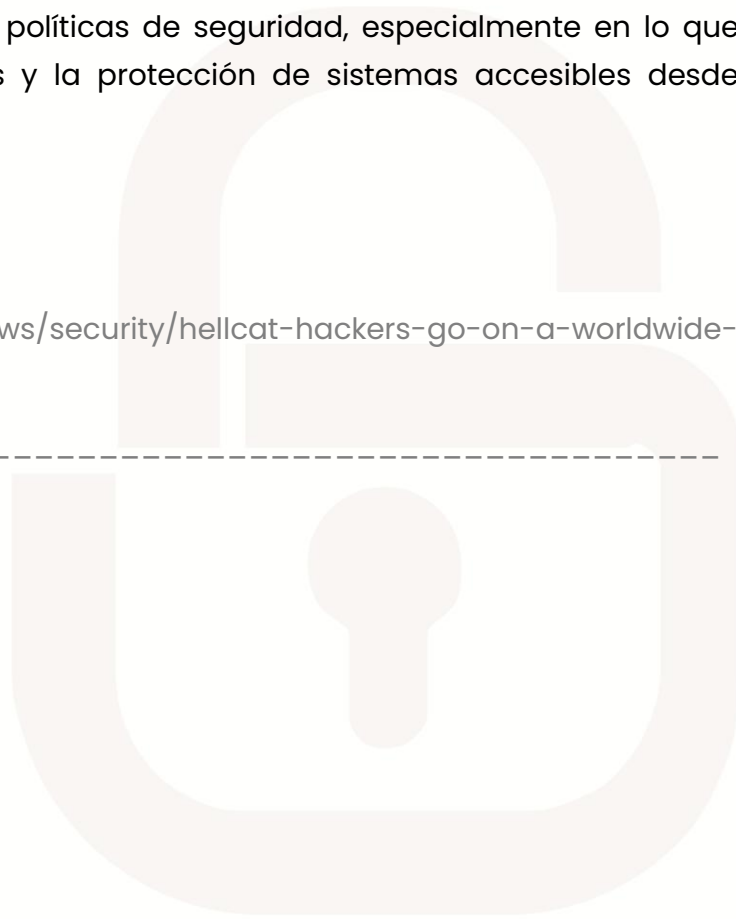 políticas de seguridad, especialmente en lo que
s y la protección de sistemas accesibles desde
ws/security/hellcat-hackers-go-on-a-worldwide-